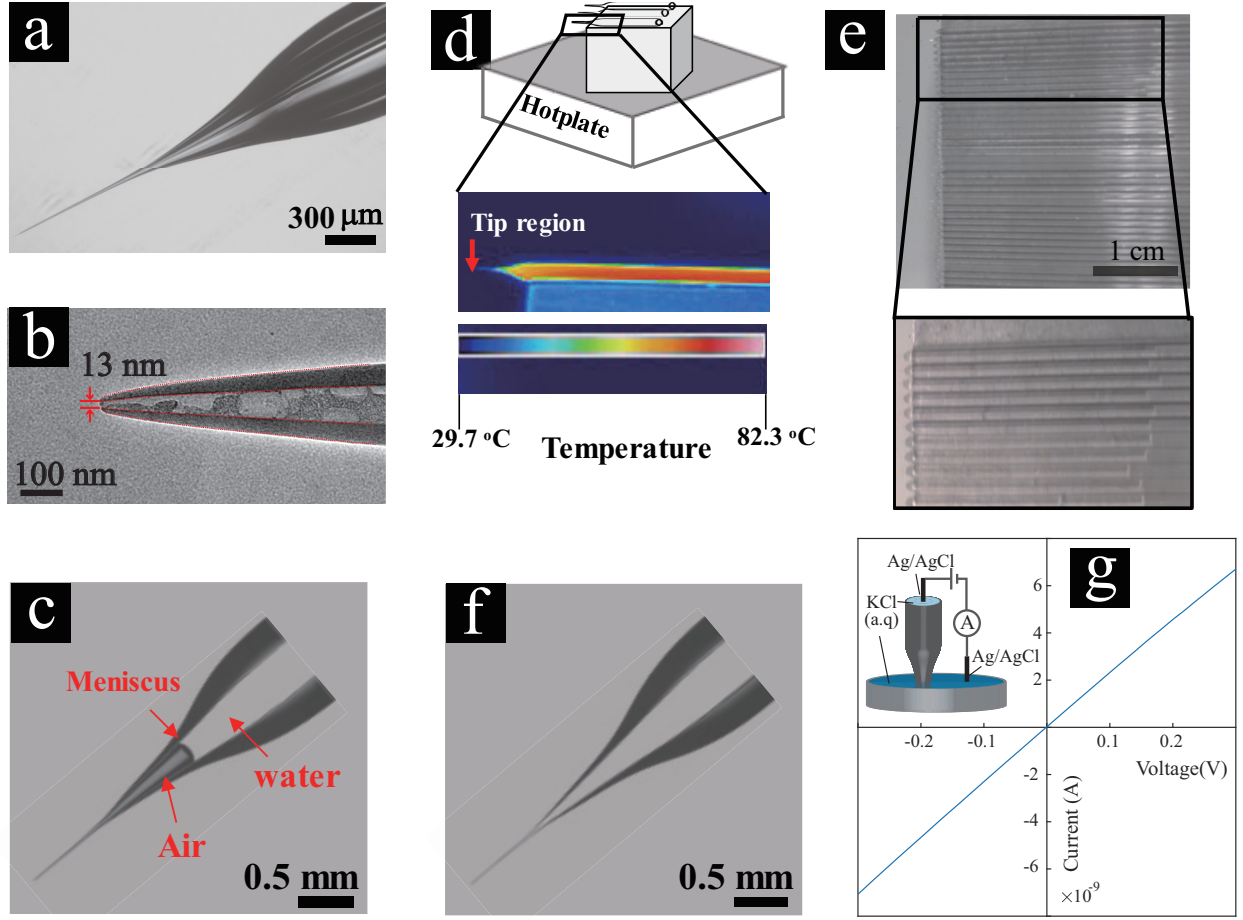 a
300 μm
b
13 nm
100 nm
c
Meniscus
water
Air
0.5 mm
d
Hotplate
Tip region
29.7 °C
Temperature
82.3 °C
e
1 cm
f
0.5 mm
g
Ag/AgCl
KCl
(a.q)
A
Ag/AgCl
6
4
2
-0.2
-0.1
0.1
0.2
Voltage(V)
-2
-4
-6
Current (A)
×10⁻⁹